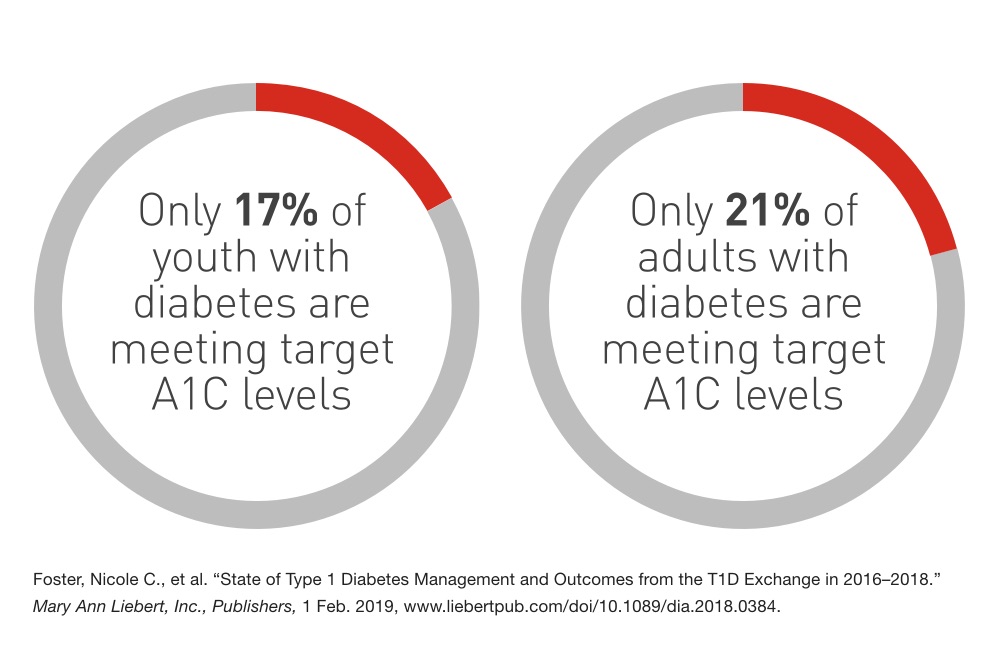 Only 17% of
youth with
diabetes are
meeting target
A1C levels
Only 21% of
adults with
diabetes are
meeting target
A1C levels
Foster, Nicole C., et al. “State of Type 1 Diabetes Management and Outcomes from the T1D Exchange in 2016–2018.”
Mary Ann Liebert, Inc., Publishers, 1 Feb. 2019, www.liebertpub.com/doi/10.1089/dia.2018.0384.